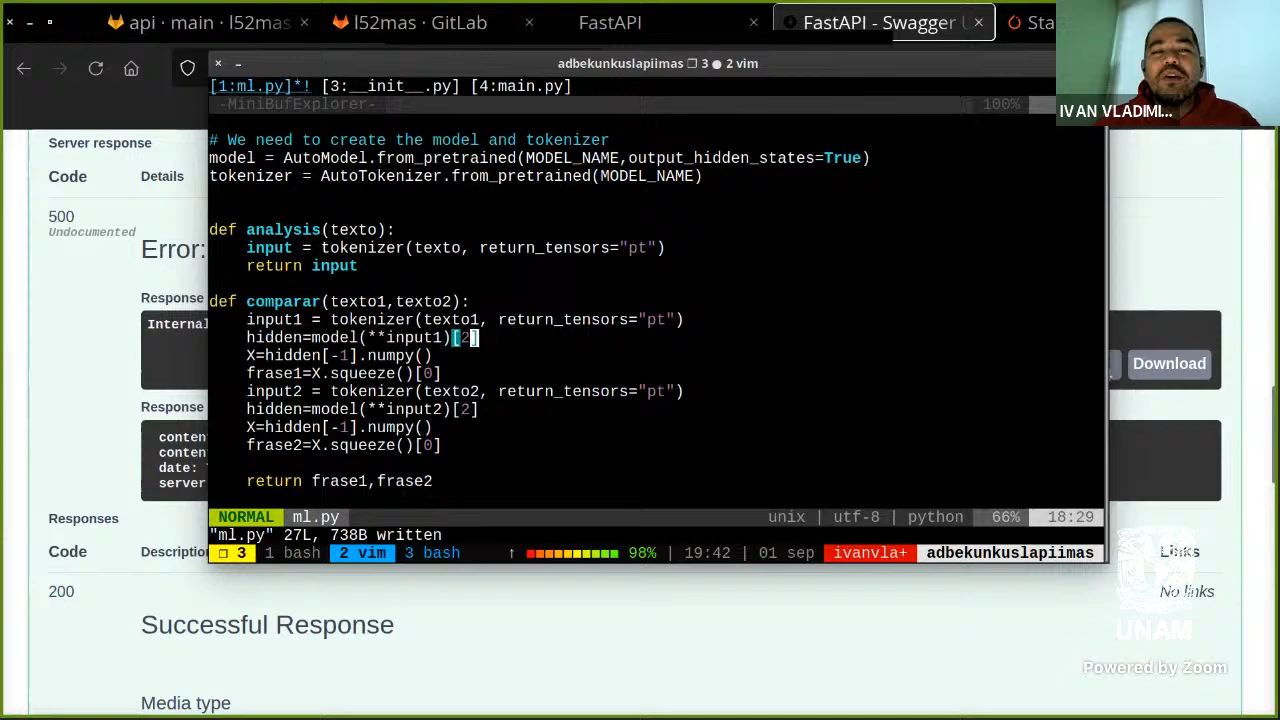 api · main · l52mas
l52mas · GitLab
FastAPI
FastAPI - Swagger U
Sta
adbekunkuslapiimas ❐ 3 ● 2 vim
[1:ml.py]*! [3:__init__.py] [4:main.py]
-MiniBufExplorer- 100%
IVAN VLADIMI...
# We need to create the model and tokenizer
model = AutoModel.from_pretrained(MODEL_NAME,output_hidden_states=True)
tokenizer = AutoTokenizer.from_pretrained(MODEL_NAME)
def analysis(texto):
input = tokenizer(texto, return_tensors="pt")
return input
def comparar(texto1,texto2):
input1 = tokenizer(texto1, return_tensors="pt")
hidden=model(**input1)[2]
X=hidden[-1].numpy()
frase1=X.squeeze()[0]
input2 = tokenizer(texto2, return_tensors="pt")
hidden=model(**input2)[2]
X=hidden[-1].numpy()
frase2=X.squeeze()[0]
return frase1,frase2
NORMAL ml.py unix | utf-8 | python 66% 18:29
"ml.py" 27L, 738B written
❐ 3 1 bash 2 vim 3 bash ↑ 98% | 19:42 | 01 sep ivanvla+ adbekunkuslapiimas
Server response
Code Details
500
Undocumented
Error:
Response
Internal
Download
Response
conten
conten
date:
server
Responses
Code Description Links
200 No links
Successful Response
Media type
UNAM
Powered by Zoom